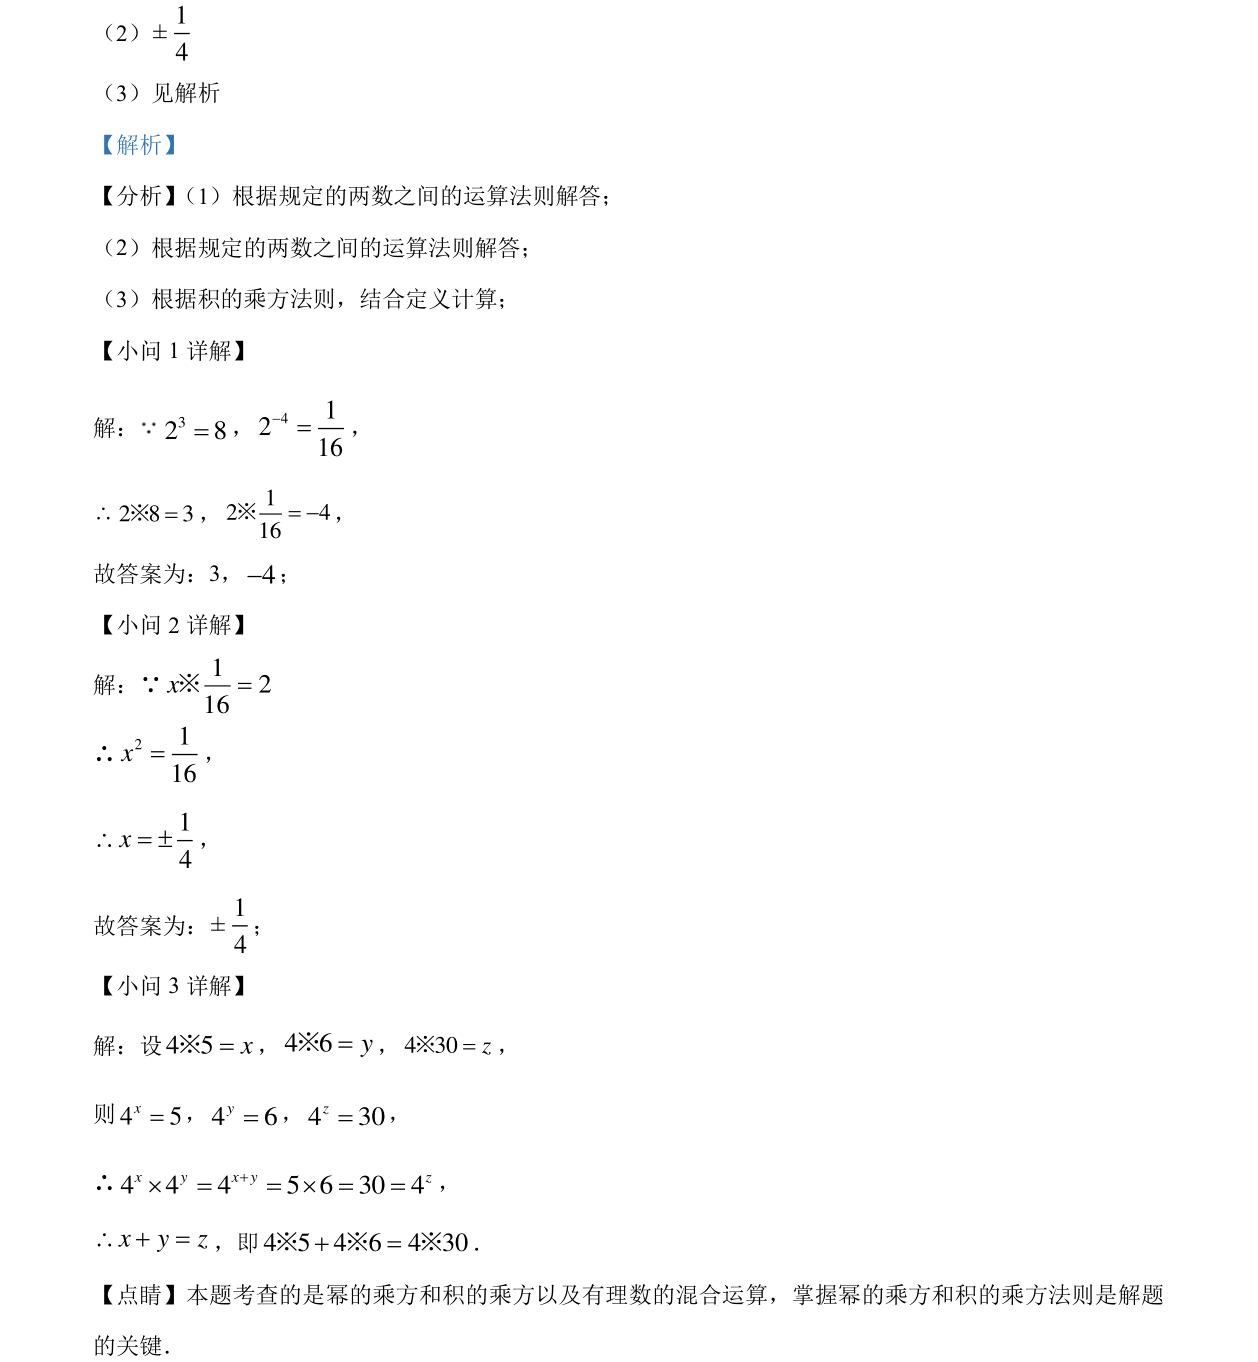 （2）±1/4
（3）见解析
【解析】
【分析】（1）根据规定的两数之间的运算法则解答；
（2）根据规定的两数之间的运算法则解答；
（3）根据积的乘方法则，结合定义计算；
【小问 1 详解】
解：∵ 2³ = 8， 2⁻⁴ = 1/16，
∴ 2※8 = 3， 2※1/16 = −4，
故答案为：3， −4；
【小问 2 详解】
解：∵ x※1/16 = 2
∴ x² = 1/16，
∴ x = ±1/4，
故答案为：±1/4；
【小问 3 详解】
解：设 4※5 = x， 4※6 = y， 4※30 = z，
则 4ˣ = 5， 4ʸ = 6， 4ᶻ = 30，
∴ 4ˣ × 4ʸ = 4ˣ⁺ʸ = 5×6 = 30 = 4ᶻ，
∴ x + y = z，即 4※5 + 4※6 = 4※30．
【点睛】本题考查的是幂的乘方和积的乘方以及有理数的混合运算，掌握幂的乘方和积的乘方法则是解题
的关键．